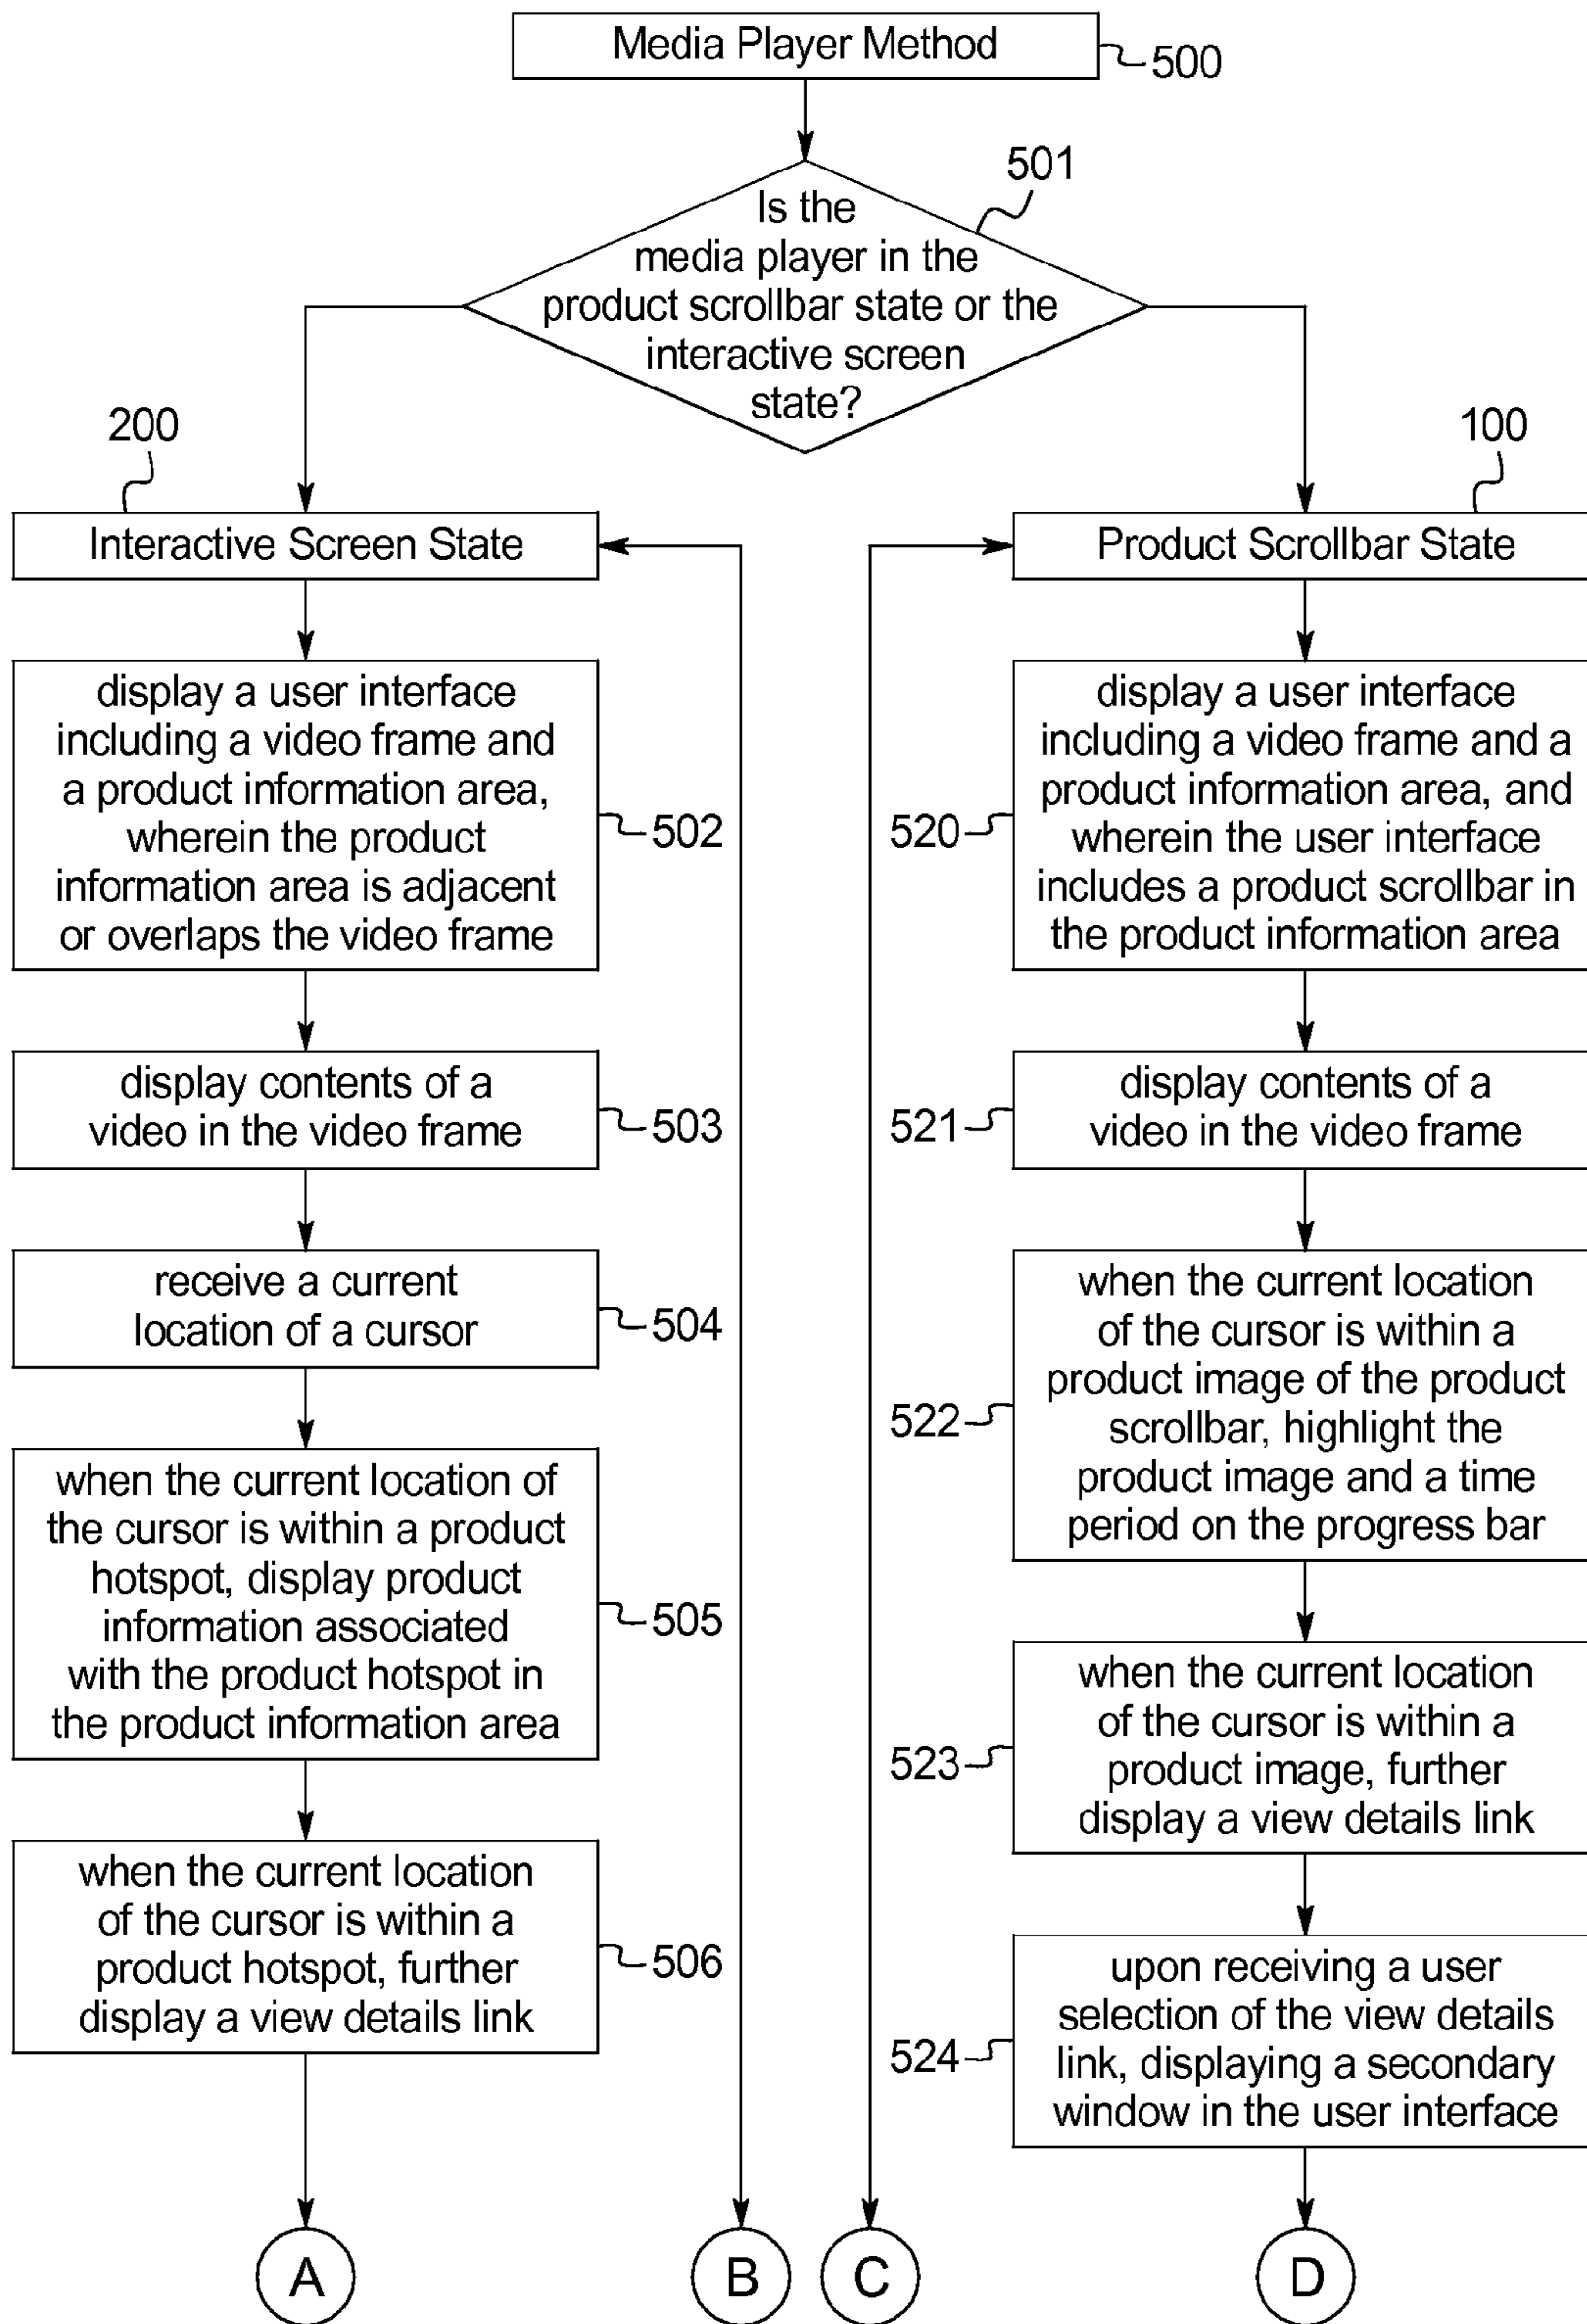 Media Player Method
500
501
Is the
media player in the
product scrollbar state or the
interactive screen
state?
200
Interactive Screen State
display a user interface
including a video frame and
a product information area,
wherein the product
information area is adjacent
or overlaps the video frame
502
display contents of a
video in the video frame
503
receive a current
location of a cursor
504
when the current location of
the cursor is within a product
hotspot, display product
information associated
with the product hotspot in
the product information area
505
when the current location
of the cursor is within a
product hotspot, further
display a view details link
506
A
B
100
Product Scrollbar State
display a user interface
including a video frame and a
product information area, and
wherein the user interface
includes a product scrollbar in
the product information area
520
display contents of a
video in the video frame
521
when the current location
of the cursor is within a
product image of the product
scrollbar, highlight the
product image and a time
period on the progress bar
522
when the current location
of the cursor is within a
product image, further
display a view details link
523
upon receiving a user
selection of the view details
link, displaying a secondary
window in the user interface
524
C
D